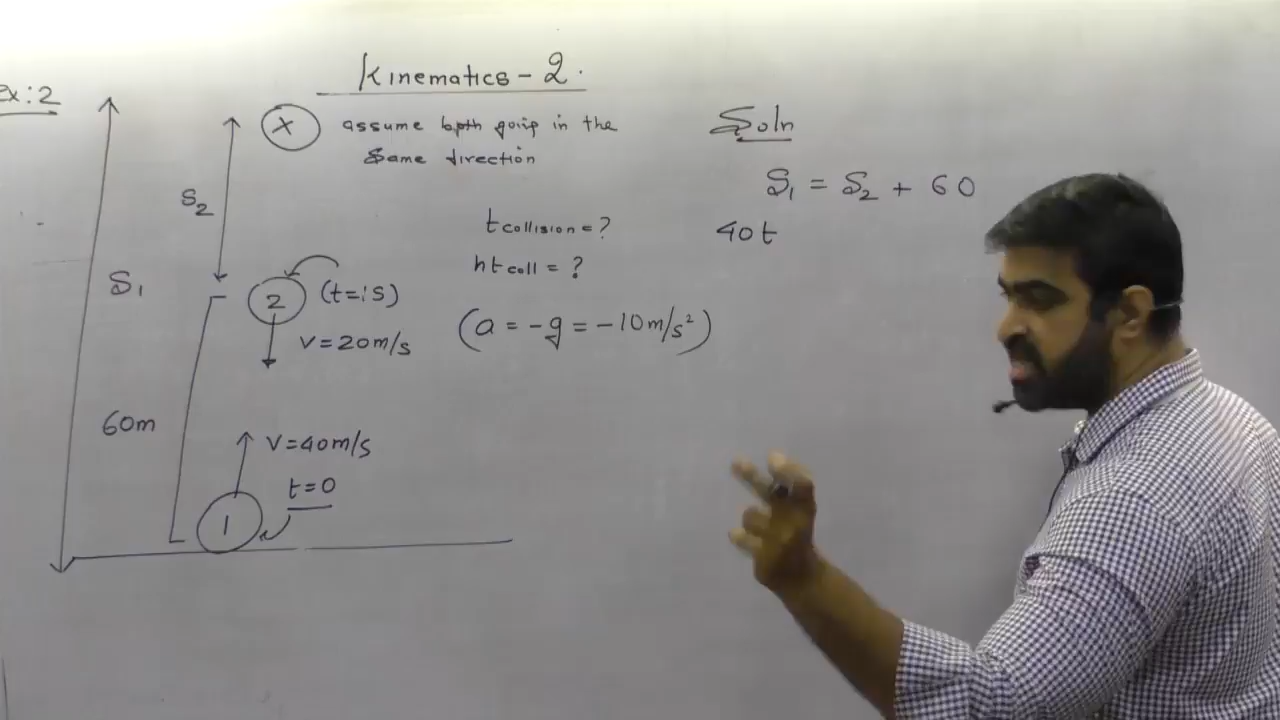 Kinematics - 2.
Ex: 2
X assume both going in the
same direction
S₂
t collision = ?
ht coll = ?
S₁
2 (t=1s)
V=20m/s
(a = -g = -10m/s²)
60m
V=40m/s
t=0
1
Soln
S₁ = S₂ + 60
40t